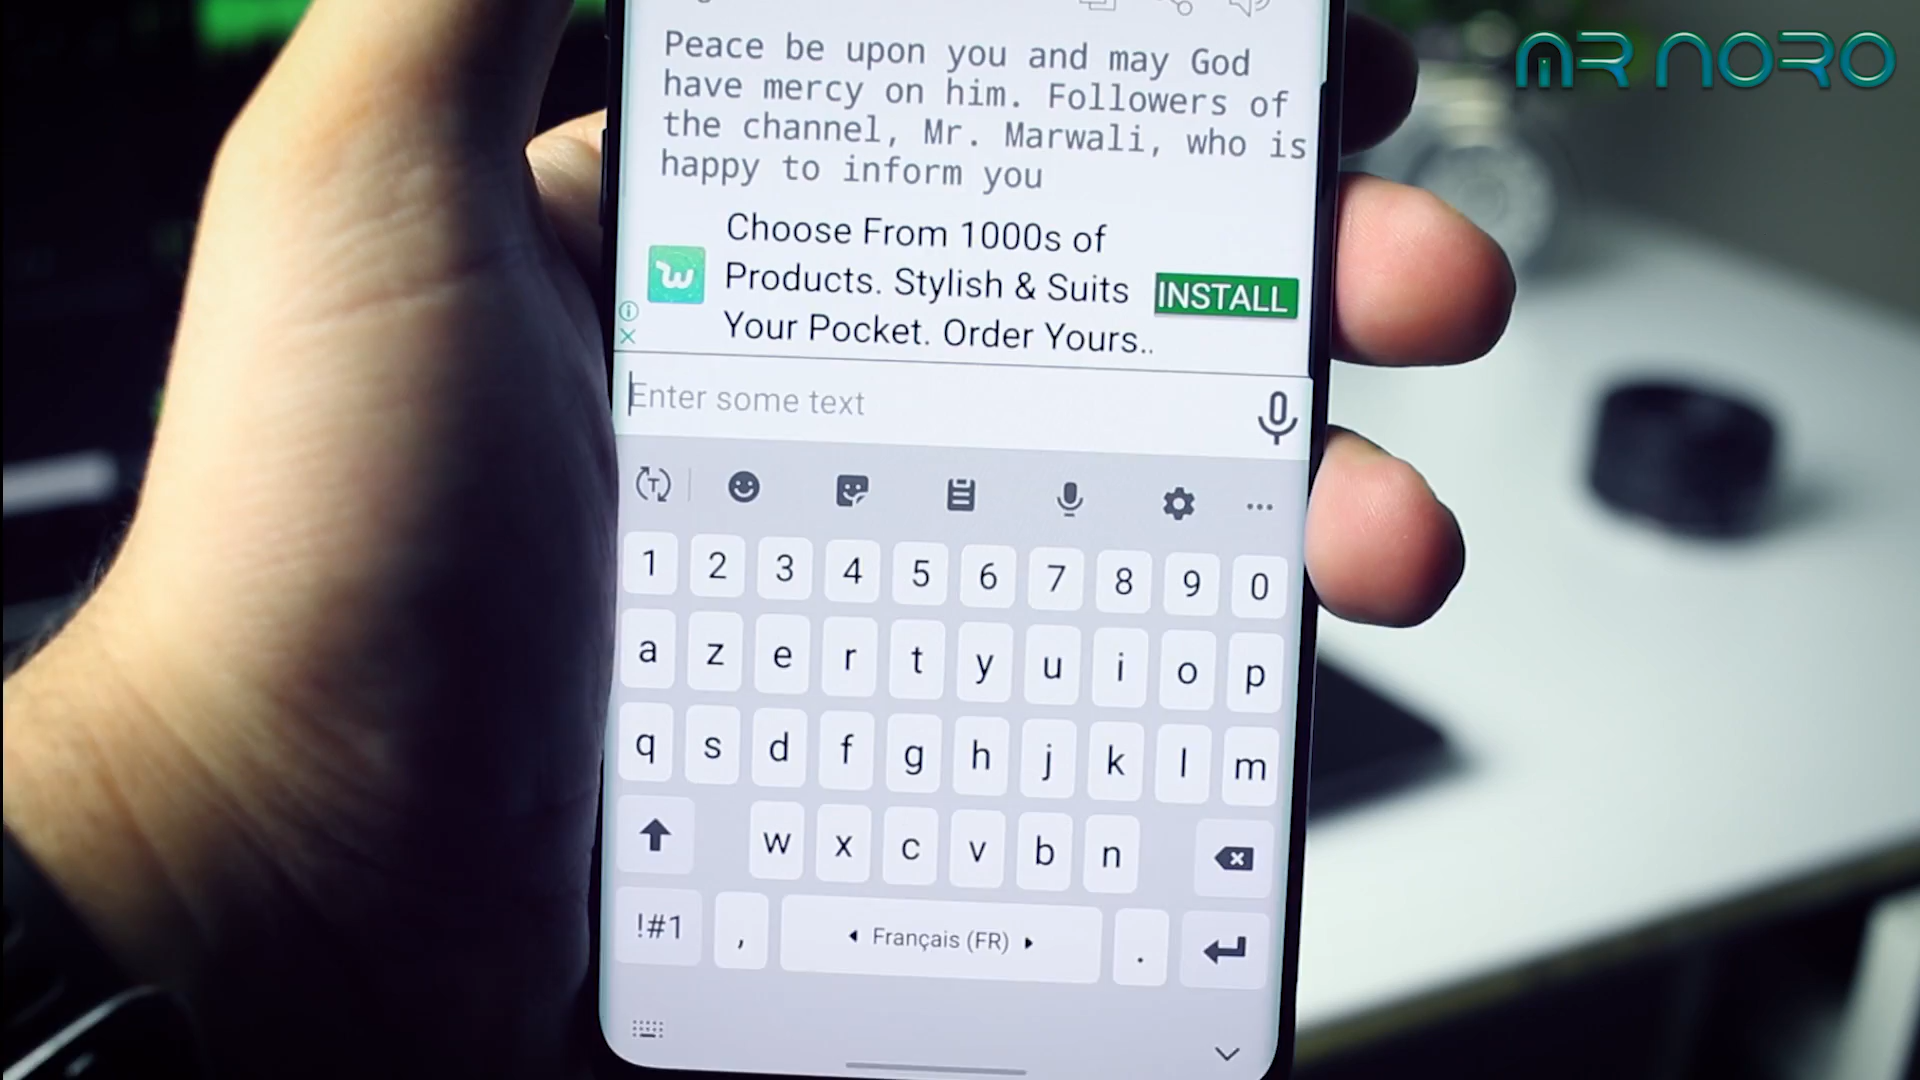 MR NORO
Peace be upon you and may God
have mercy on him. Followers of
the channel, Mr. Marwali, who is
happy to inform you
Choose From 1000s of
Products. Stylish & Suits
Your Pocket. Order Yours..
INSTALL
Enter some text
1 2 3 4 5 6 7 8 9 0
a z e r t y u i o p
q s d f g h j k l m
w x c v b n
!#1 , Français (FR) .